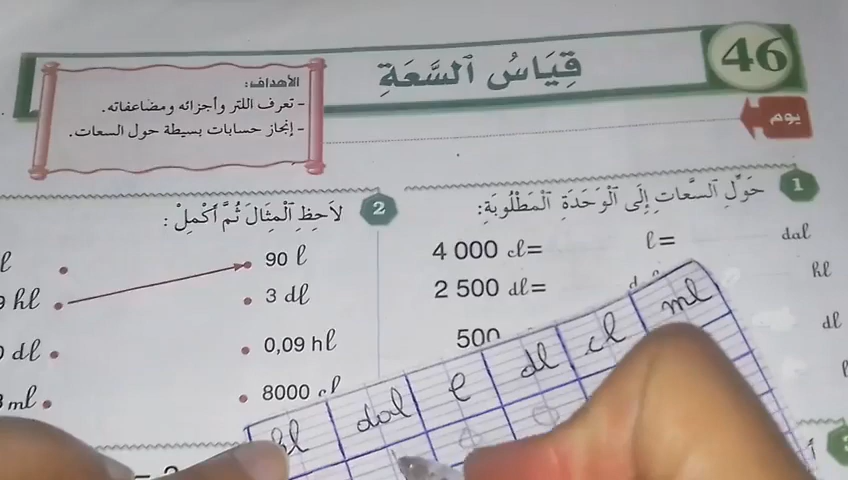 46
قِيَاسُ ٱلسَّعَةِ
الأهداف:
- تعرف اللتر وأجزائه ومضاعفاته.
- إنجاز حسابات بسيطة حول السعات.
يوم
1 حَوِّلِ ٱلسَّعَاتِ إِلَى ٱلْوَحَدَةِ ٱلْمَطْلُوبَةِ:
4 000 cl= l= dal
2 500 dl= hl
500 dl
2 لاَحِظِ ٱلْمِثَالَ ثُمَّ أَكْمِلْ:
l 90 l
hl 3 dl
dl 0,09 hl
ml 8000 cl
hl dal l dl cl ml